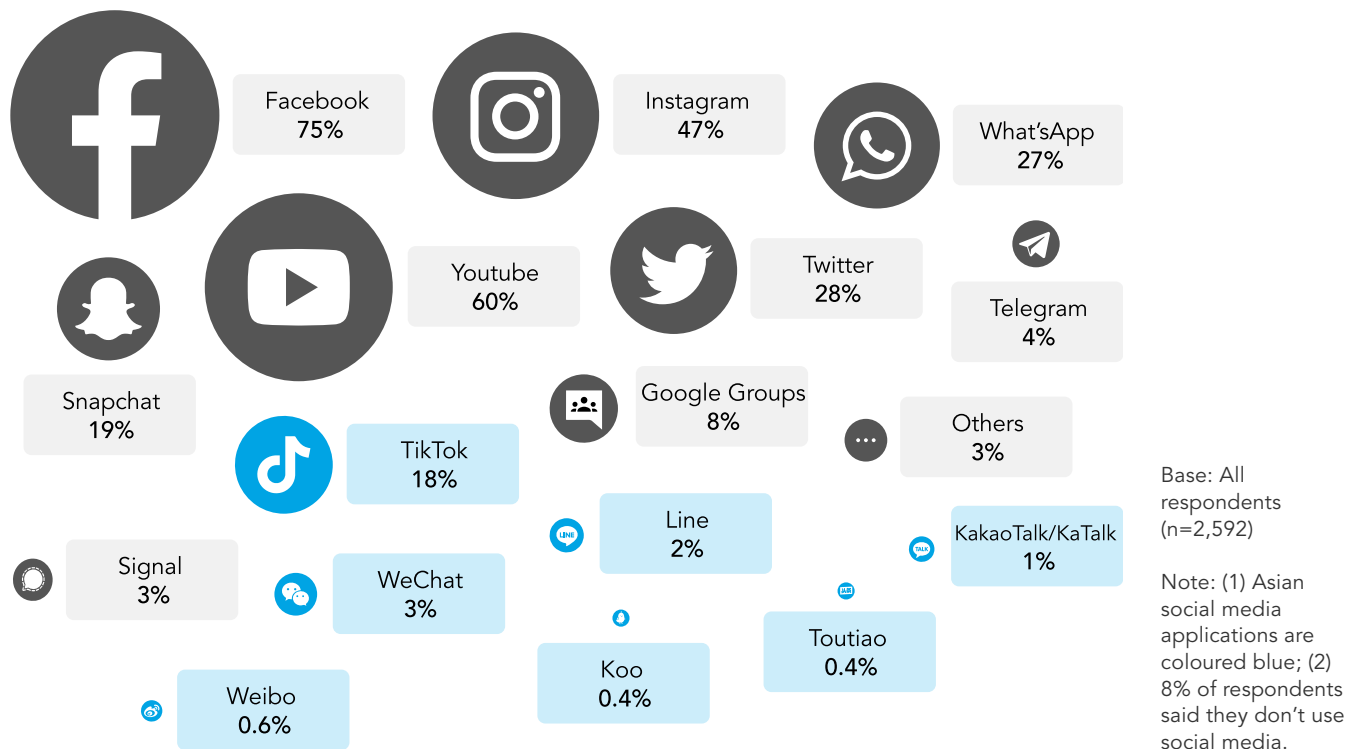 Facebook
75%
Instagram
47%
What'sApp
27%
Youtube
60%
Twitter
28%
Telegram
4%
Snapchat
19%
TikTok
18%
Google Groups
8%
Others
3%
Signal
3%
WeChat
3%
LINE
Line
2%
TALK
KakaoTalk/KaTalk
1%
Koo
0.4%
Toutiao
0.4%
Weibo
0.6%
Base: All
respondents
(n=2,592)
Note: (1) Asian
social media
applications are
coloured blue; (2)
8% of respondents
said they don't use
social media.